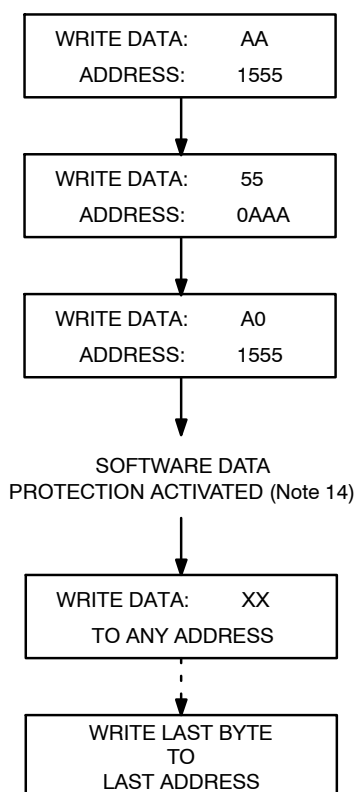 WRITE DATA: AA
ADDRESS: 1555
WRITE DATA: 55
ADDRESS: 0AAA
WRITE DATA: A0
ADDRESS: 1555
SOFTWARE DATA
PROTECTION ACTIVATED (Note 14)
WRITE DATA: XX
TO ANY ADDRESS
WRITE LAST BYTE
TO
LAST ADDRESS